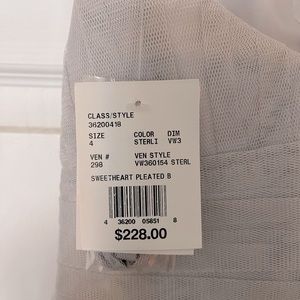 CLASS/STYLE
36200418
SIZE COLOR DIM
4 STERLI VW3
VEN # VEN STYLE
298 VW360154 STERL
SWEETHEART PLEATED B
4 36200 05851 8
$228.00